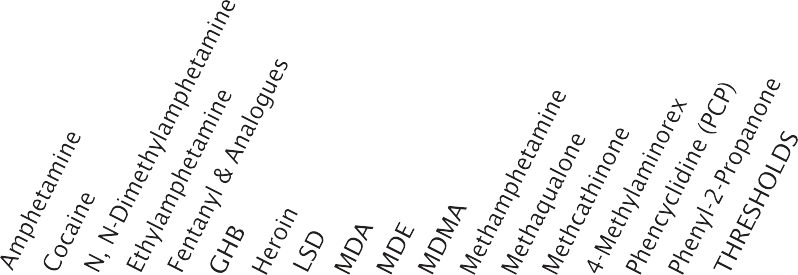 Amphetamine
Cocaine
N, N-Dimethylamphetamine
Ethylamphetamine
Fentanyl & Analogues
GHB
Heroin
LSD
MDA
MDE
MDMA
Methamphetamine
Methaqualone
Methcathinone
4-Methylaminorex
Phencyclidine (PCP)
Phenyl-2-Propanone
THRESHOLDS